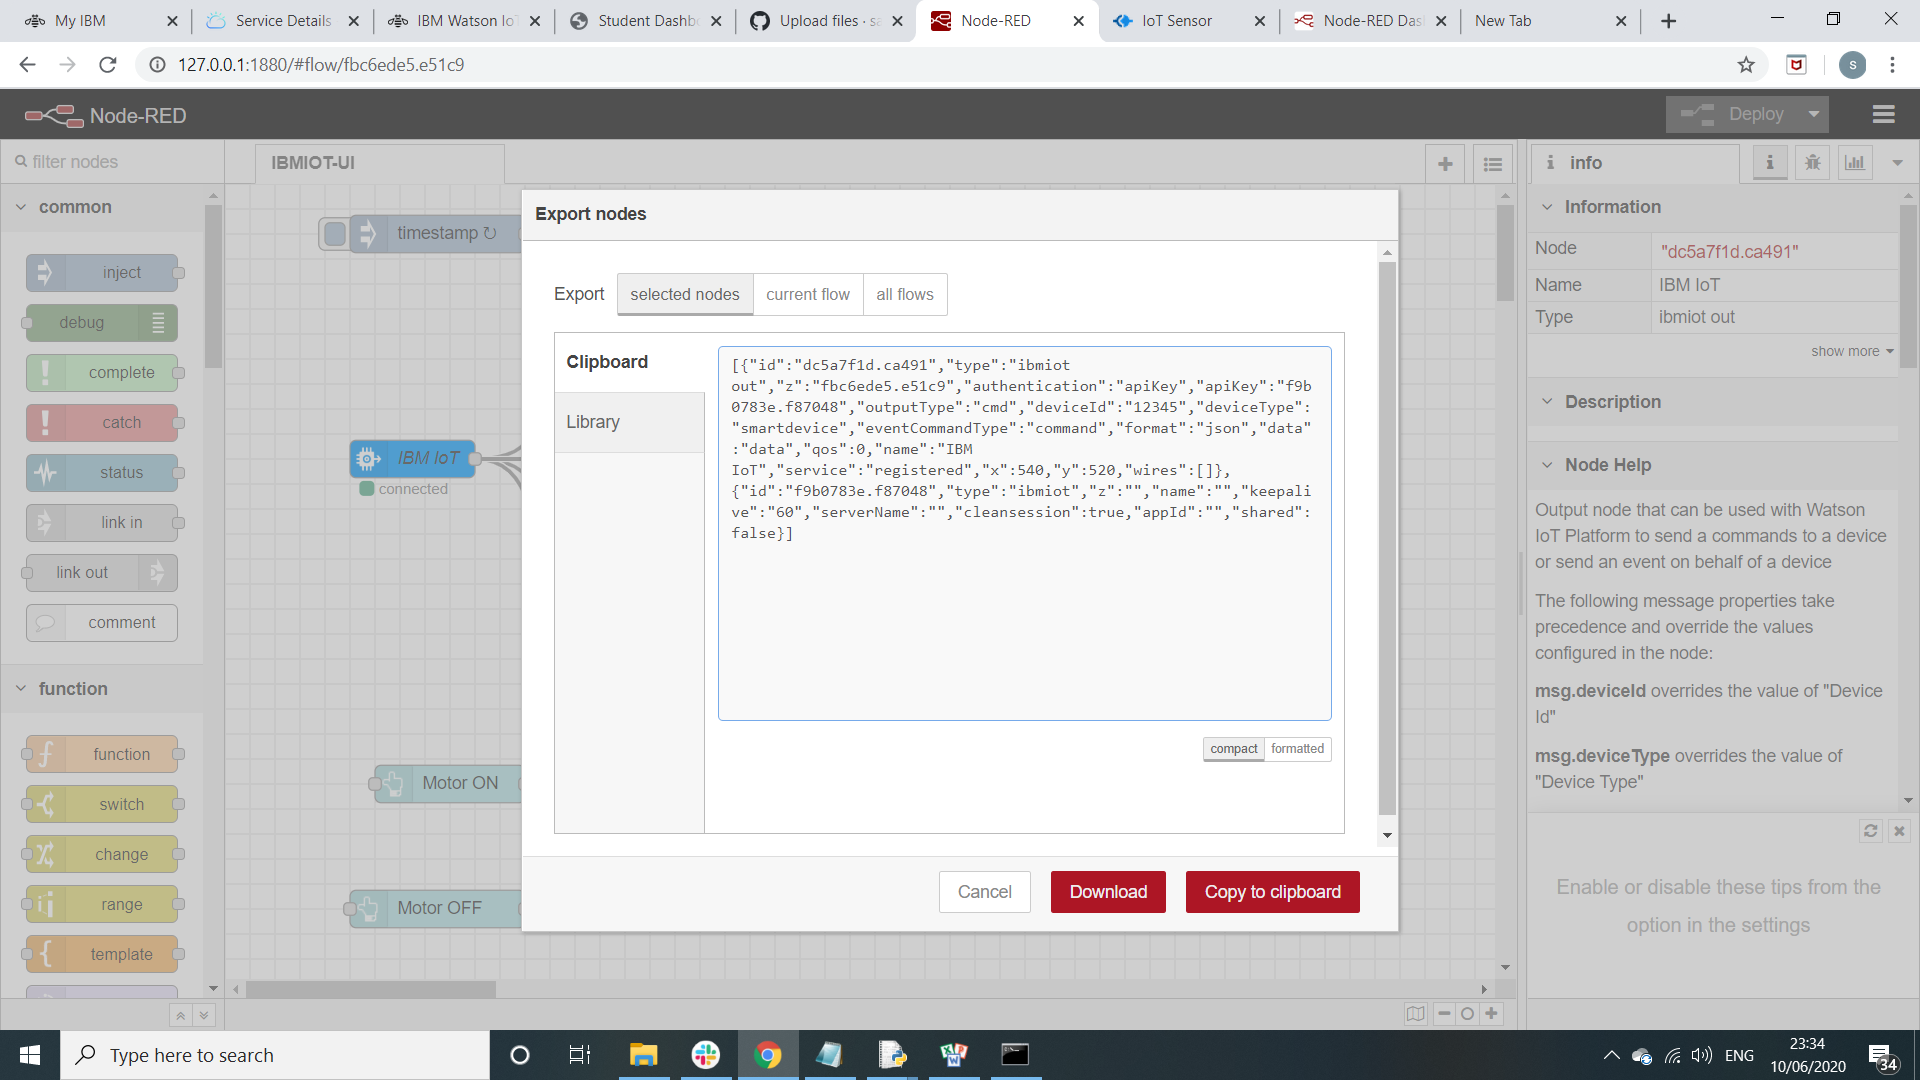 My IBM
Service Details
IBM Watson IoT
Student Dashb
Upload files · sa
Node-RED
IoT Sensor
Node-RED Das
New Tab
127.0.0.1:1880/#flow/fbc6ede5.e51c9
s
Node-RED
Deploy
filter nodes
IBMIOT-UI
info
common
inject
debug
complete
catch
status
link in
link out
comment
function
function
switch
change
range
template
timestamp ↻
IBM IoT
connected
Motor ON
Motor OFF
Export nodes
Export
selected nodes
current flow
all flows
Clipboard
Library
[{"id":"dc5a7f1d.ca491","type":"ibmiot
out","z":"fbc6ede5.e51c9","authentication":"apiKey","apiKey":"f9b
0783e.f87048","outputType":"cmd","deviceId":"12345","deviceType":
"smartdevice","eventCommandType":"command","format":"json","data"
:"data","qos":0,"name":"IBM
IoT","service":"registered","x":540,"y":520,"wires":[]},
{"id":"f9b0783e.f87048","type":"ibmiot","z":"","name":"","keepali
ve":"60","serverName":"","cleansession":true,"appId":"","shared":
false}]
compact
formatted
Cancel
Download
Copy to clipboard
Information
Node
"dc5a7f1d.ca491"
Name
IBM IoT
Type
ibmiot out
show more
Description
Node Help
Output node that can be used with Watson
IoT Platform to send a commands to a device
or send an event on behalf of a device
The following message properties take
precedence and override the values
configured in the node:
msg.deviceId overrides the value of "Device
Id"
msg.deviceType overrides the value of
"Device Type"
Enable or disable these tips from the
option in the settings
Type here to search
ENG
23:34
10/06/2020
34